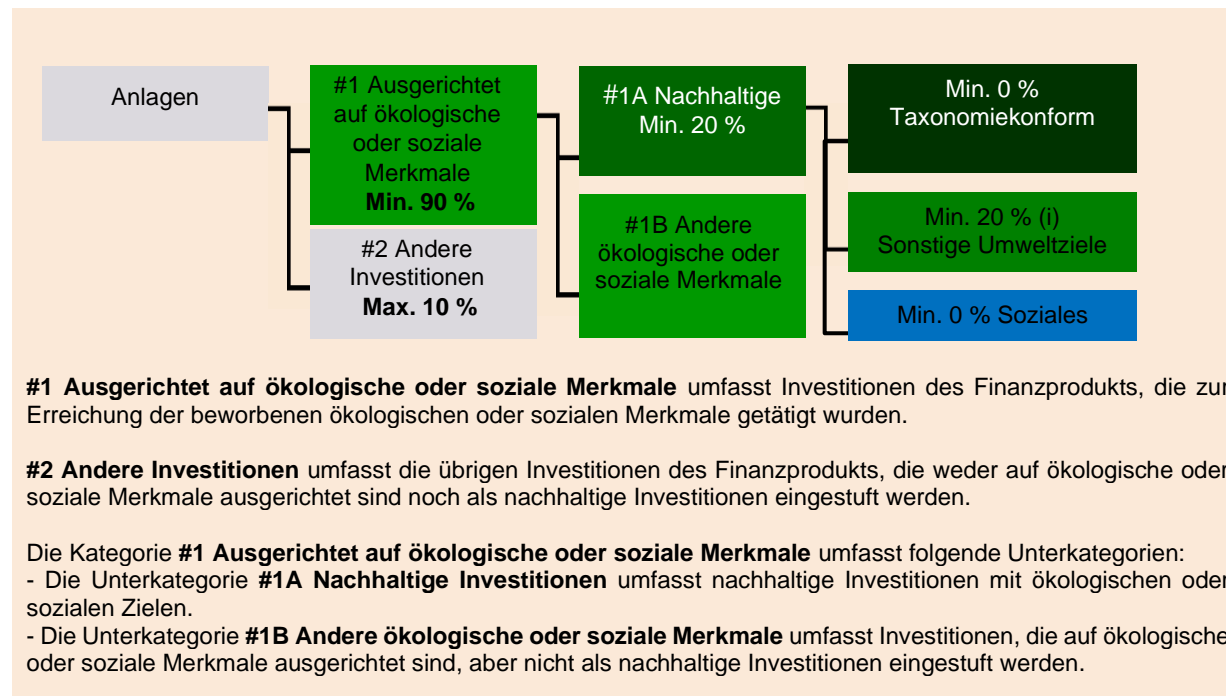 Anlagen
#1 Ausgerichtet
auf ökologische
oder soziale
Merkmale
Min. 90 %
#2 Andere
Investitionen
Max. 10 %
#1A Nachhaltige
Min. 20 %
#1B Andere
ökologische oder
soziale Merkmale
Min. 0 %
Taxonomiekonform
Min. 20 % (i)
Sonstige Umweltziele
Min. 0 % Soziales
#1 Ausgerichtet auf ökologische oder soziale Merkmale umfasst Investitionen des Finanzprodukts, die zur
Erreichung der beworbenen ökologischen oder sozialen Merkmale getätigt wurden.
#2 Andere Investitionen umfasst die übrigen Investitionen des Finanzprodukts, die weder auf ökologische oder
soziale Merkmale ausgerichtet sind noch als nachhaltige Investitionen eingestuft werden.
Die Kategorie #1 Ausgerichtet auf ökologische oder soziale Merkmale umfasst folgende Unterkategorien:
- Die Unterkategorie #1A Nachhaltige Investitionen umfasst nachhaltige Investitionen mit ökologischen oder
sozialen Zielen.
- Die Unterkategorie #1B Andere ökologische oder soziale Merkmale umfasst Investitionen, die auf ökologische
oder soziale Merkmale ausgerichtet sind, aber nicht als nachhaltige Investitionen eingestuft werden.